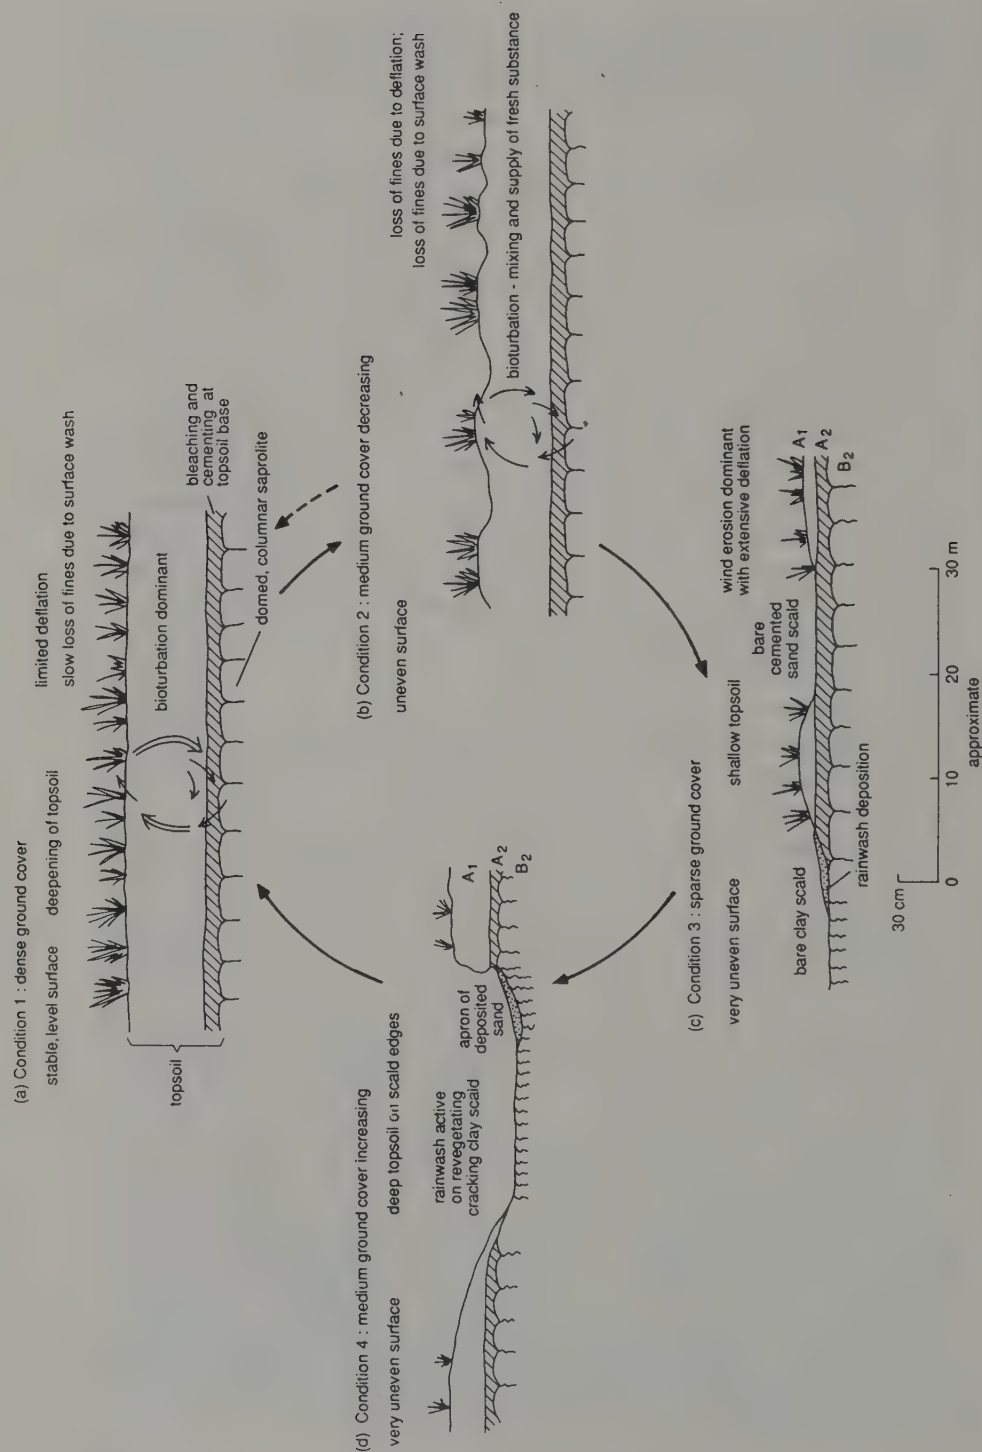 (a) Condition 1 : dense ground cover
stable, level surface
deepening of topsoil
limited deflation
slow loss of fines due to surface wash
topsoil
bioturbation dominant
bleaching and
cementing at
topsoil base
domed, columnar saprolite
(b) Condition 2 : medium ground cover decreasing
uneven surface
loss of fines due to deflation;
loss of fines due to surface wash
bioturbation - mixing and supply of fresh substance
(c) Condition 3 : sparse ground cover
very uneven surface
shallow topsoil
wind erosion dominant
with extensive deflation
bare clay scald
bare
cemented
sand scald
A1
A2
B2
rainwash deposition
30 cm
0
10
20
30 m
approximate
(d) Condition 4 : medium ground cover increasing
very uneven surface
deep topsoil on scald edges
rainwash active
on revegetating
cracking clay scald
apron of
deposited
sand
A1
A2
B2